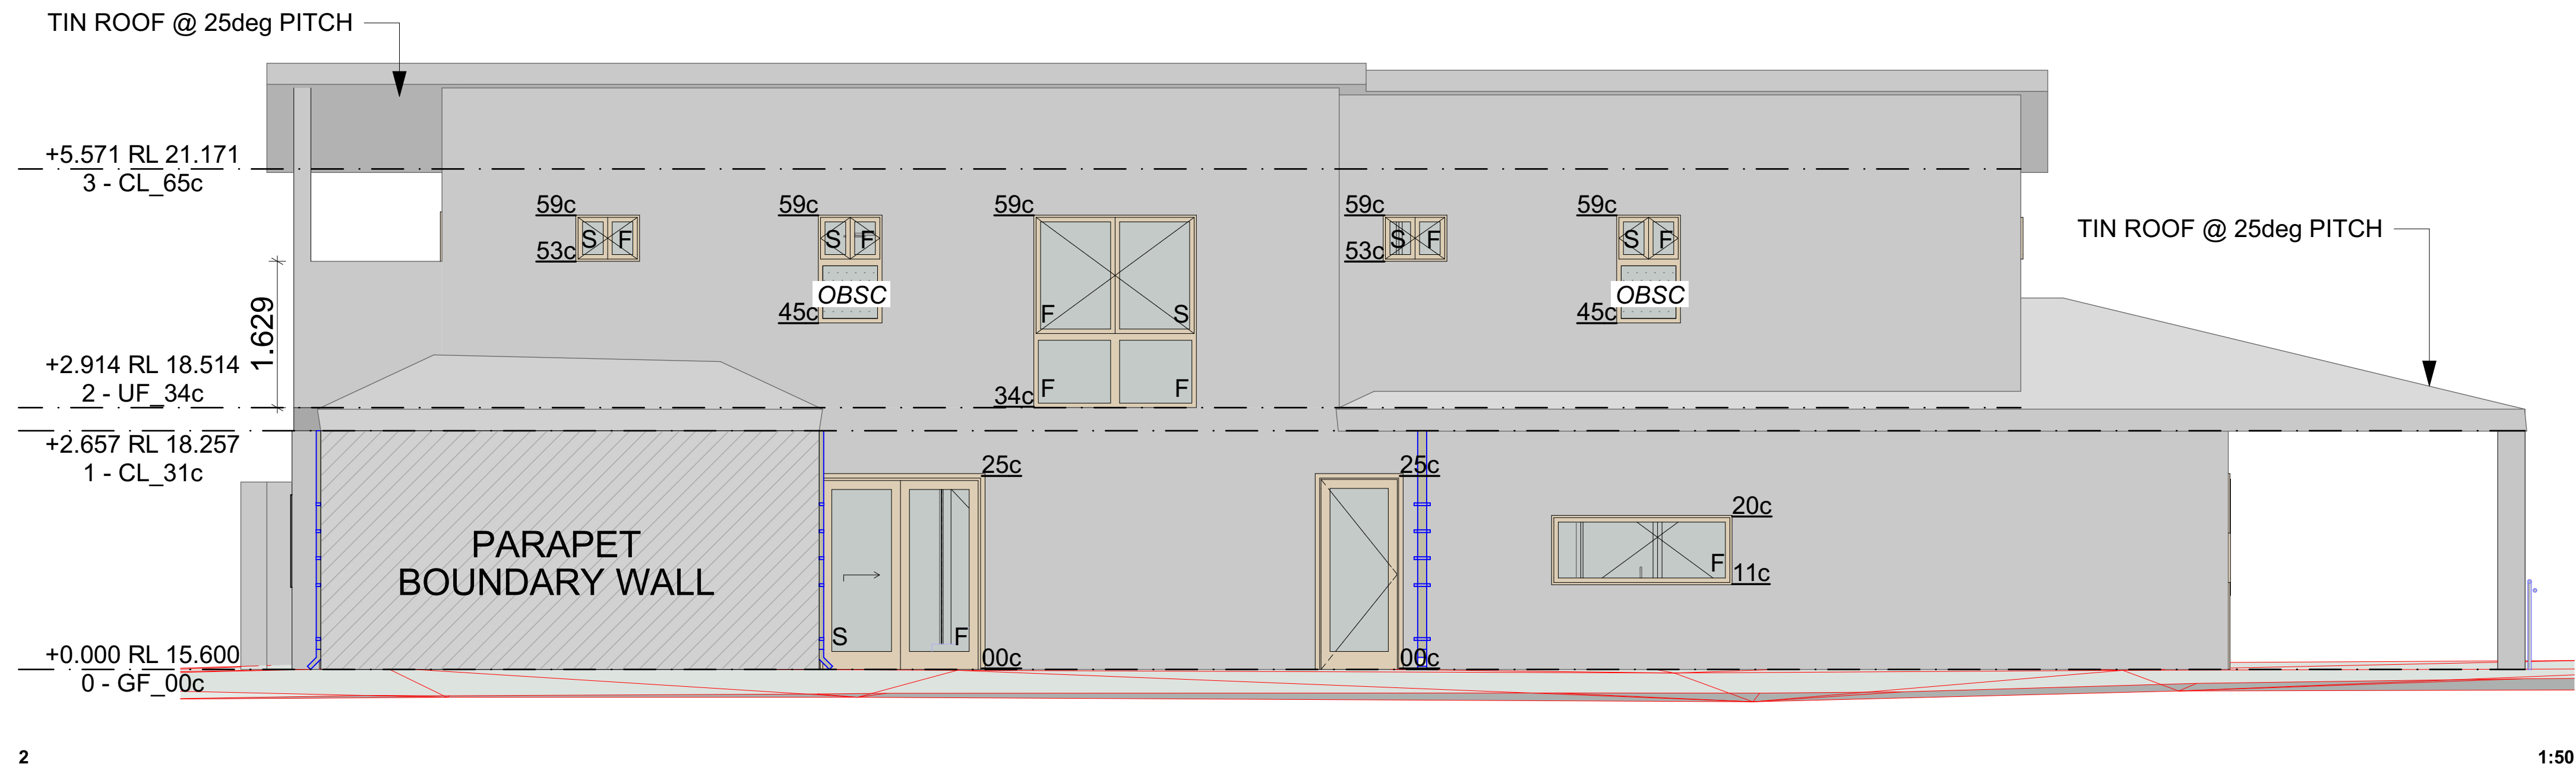 TIN ROOF @ 25deg PITCH
+5.571 RL 21.171
3 - CL_65c
59c
59c
59c
59c
59c
TIN ROOF @ 25deg PITCH
S F
S F
S F
S F
53c
53c
OBSC
OBSC
45c
45c
F S
1.629
+2.914 RL 18.514
2 - UF_34c
34c
F F
+2.657 RL 18.257
1 - CL_31c
25c
25c
20c
PARAPET
BOUNDARY WALL
F
11c
S F
+0.000 RL 15.600
0 - GF_00c
00c
00c
2
1:50